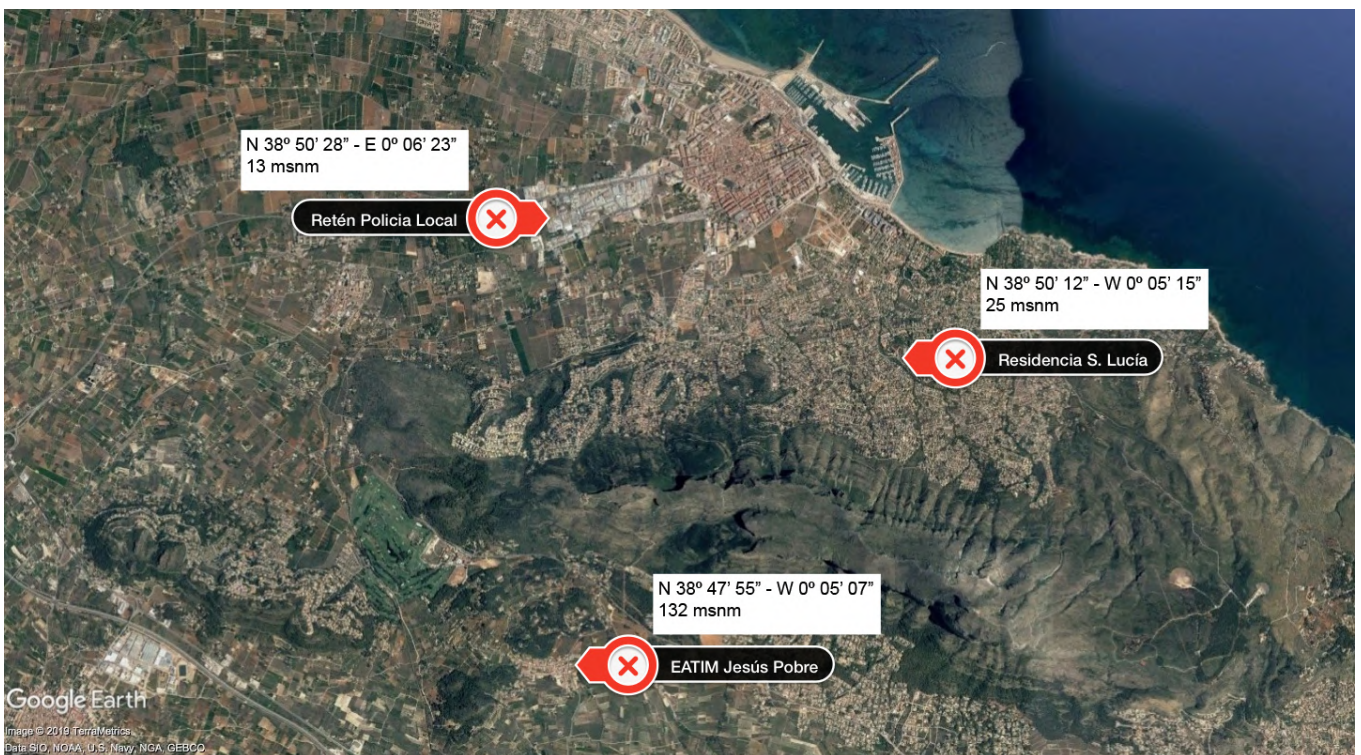 N 38º 50’ 28” - E 0º 06’ 23”
13 msnm
Retén Policia Local
N 38º 50’ 12” - W 0º 05’ 15”
25 msnm
Residencia S. Lucía
N 38º 47’ 55” - W 0º 05’ 07”
132 msnm
EATIM Jesús Pobre
Google Earth
Image © 2019 TerraMetrics
Data SIO, NOAA, U.S. Navy, NGA, GEBCO